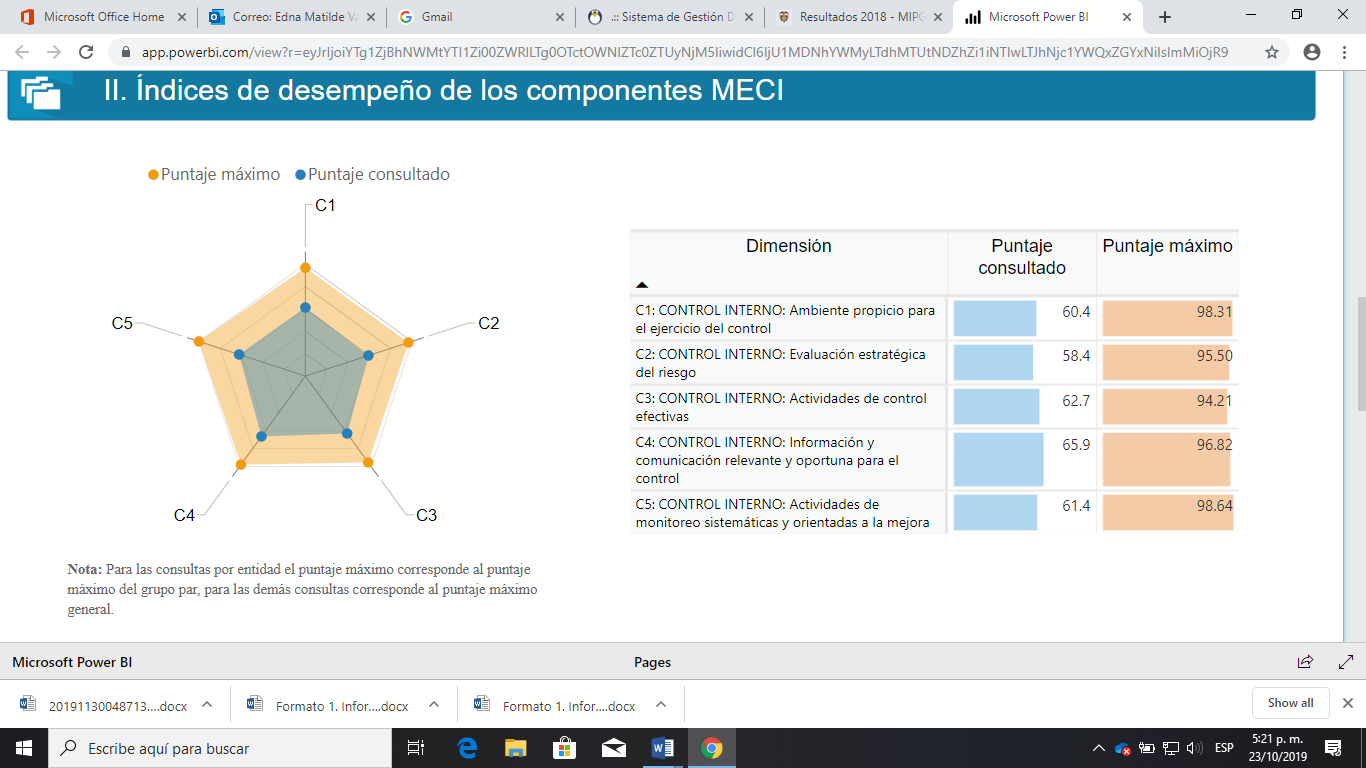 Microsoft Office Home
Correo: Edna Matilde Va
Gmail
.:: Sistema de Gestión D
Resultados 2018 - MIPG
Microsoft Power BI
app.powerbi.com/view?r=
II. Índices de desempeño de los componentes MECI
Puntaje máximo Puntaje consultado
C1
C5
C2
C4
C3
Dimensión Puntaje consultado Puntaje máximo
C1: CONTROL INTERNO: Ambiente propicio para 60.4 98.31
el ejercicio del control
C2: CONTROL INTERNO: Evaluación estratégica 58.4 95.50
del riesgo
C3: CONTROL INTERNO: Actividades de control 62.7 94.21
efectivas
C4: CONTROL INTERNO: Información y 65.9 96.82
comunicación relevante y oportuna para el
control
C5: CONTROL INTERNO: Actividades de 61.4 98.64
monitoreo sistemáticas y orientadas a la mejora
Nota: Para las consultas por entidad el puntaje máximo corresponde al puntaje
máximo del grupo par, para las demás consultas corresponde al puntaje máximo
general.
Microsoft Power BI Pages
20191130048713....docx Formato 1. Infor....docx Formato 1. Infor....docx Show all
Escribe aquí para buscar
ESP
5:21 p. m.
23/10/2019